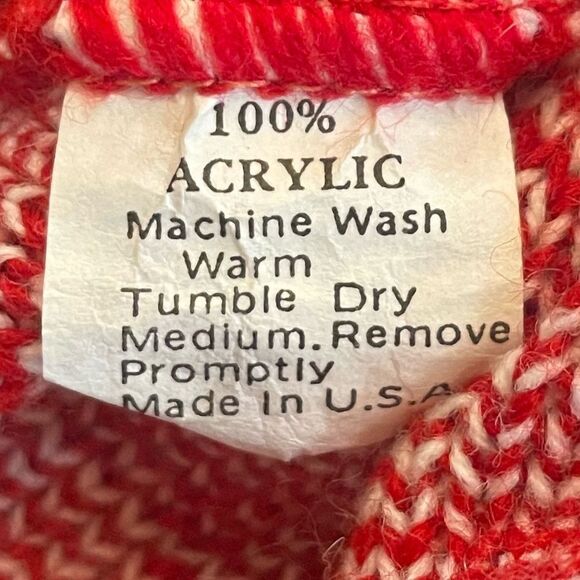 100%
ACRYLIC
Machine Wash
Warm
Tumble Dry
Medium. Remove
Promptly
Made In U.S.A